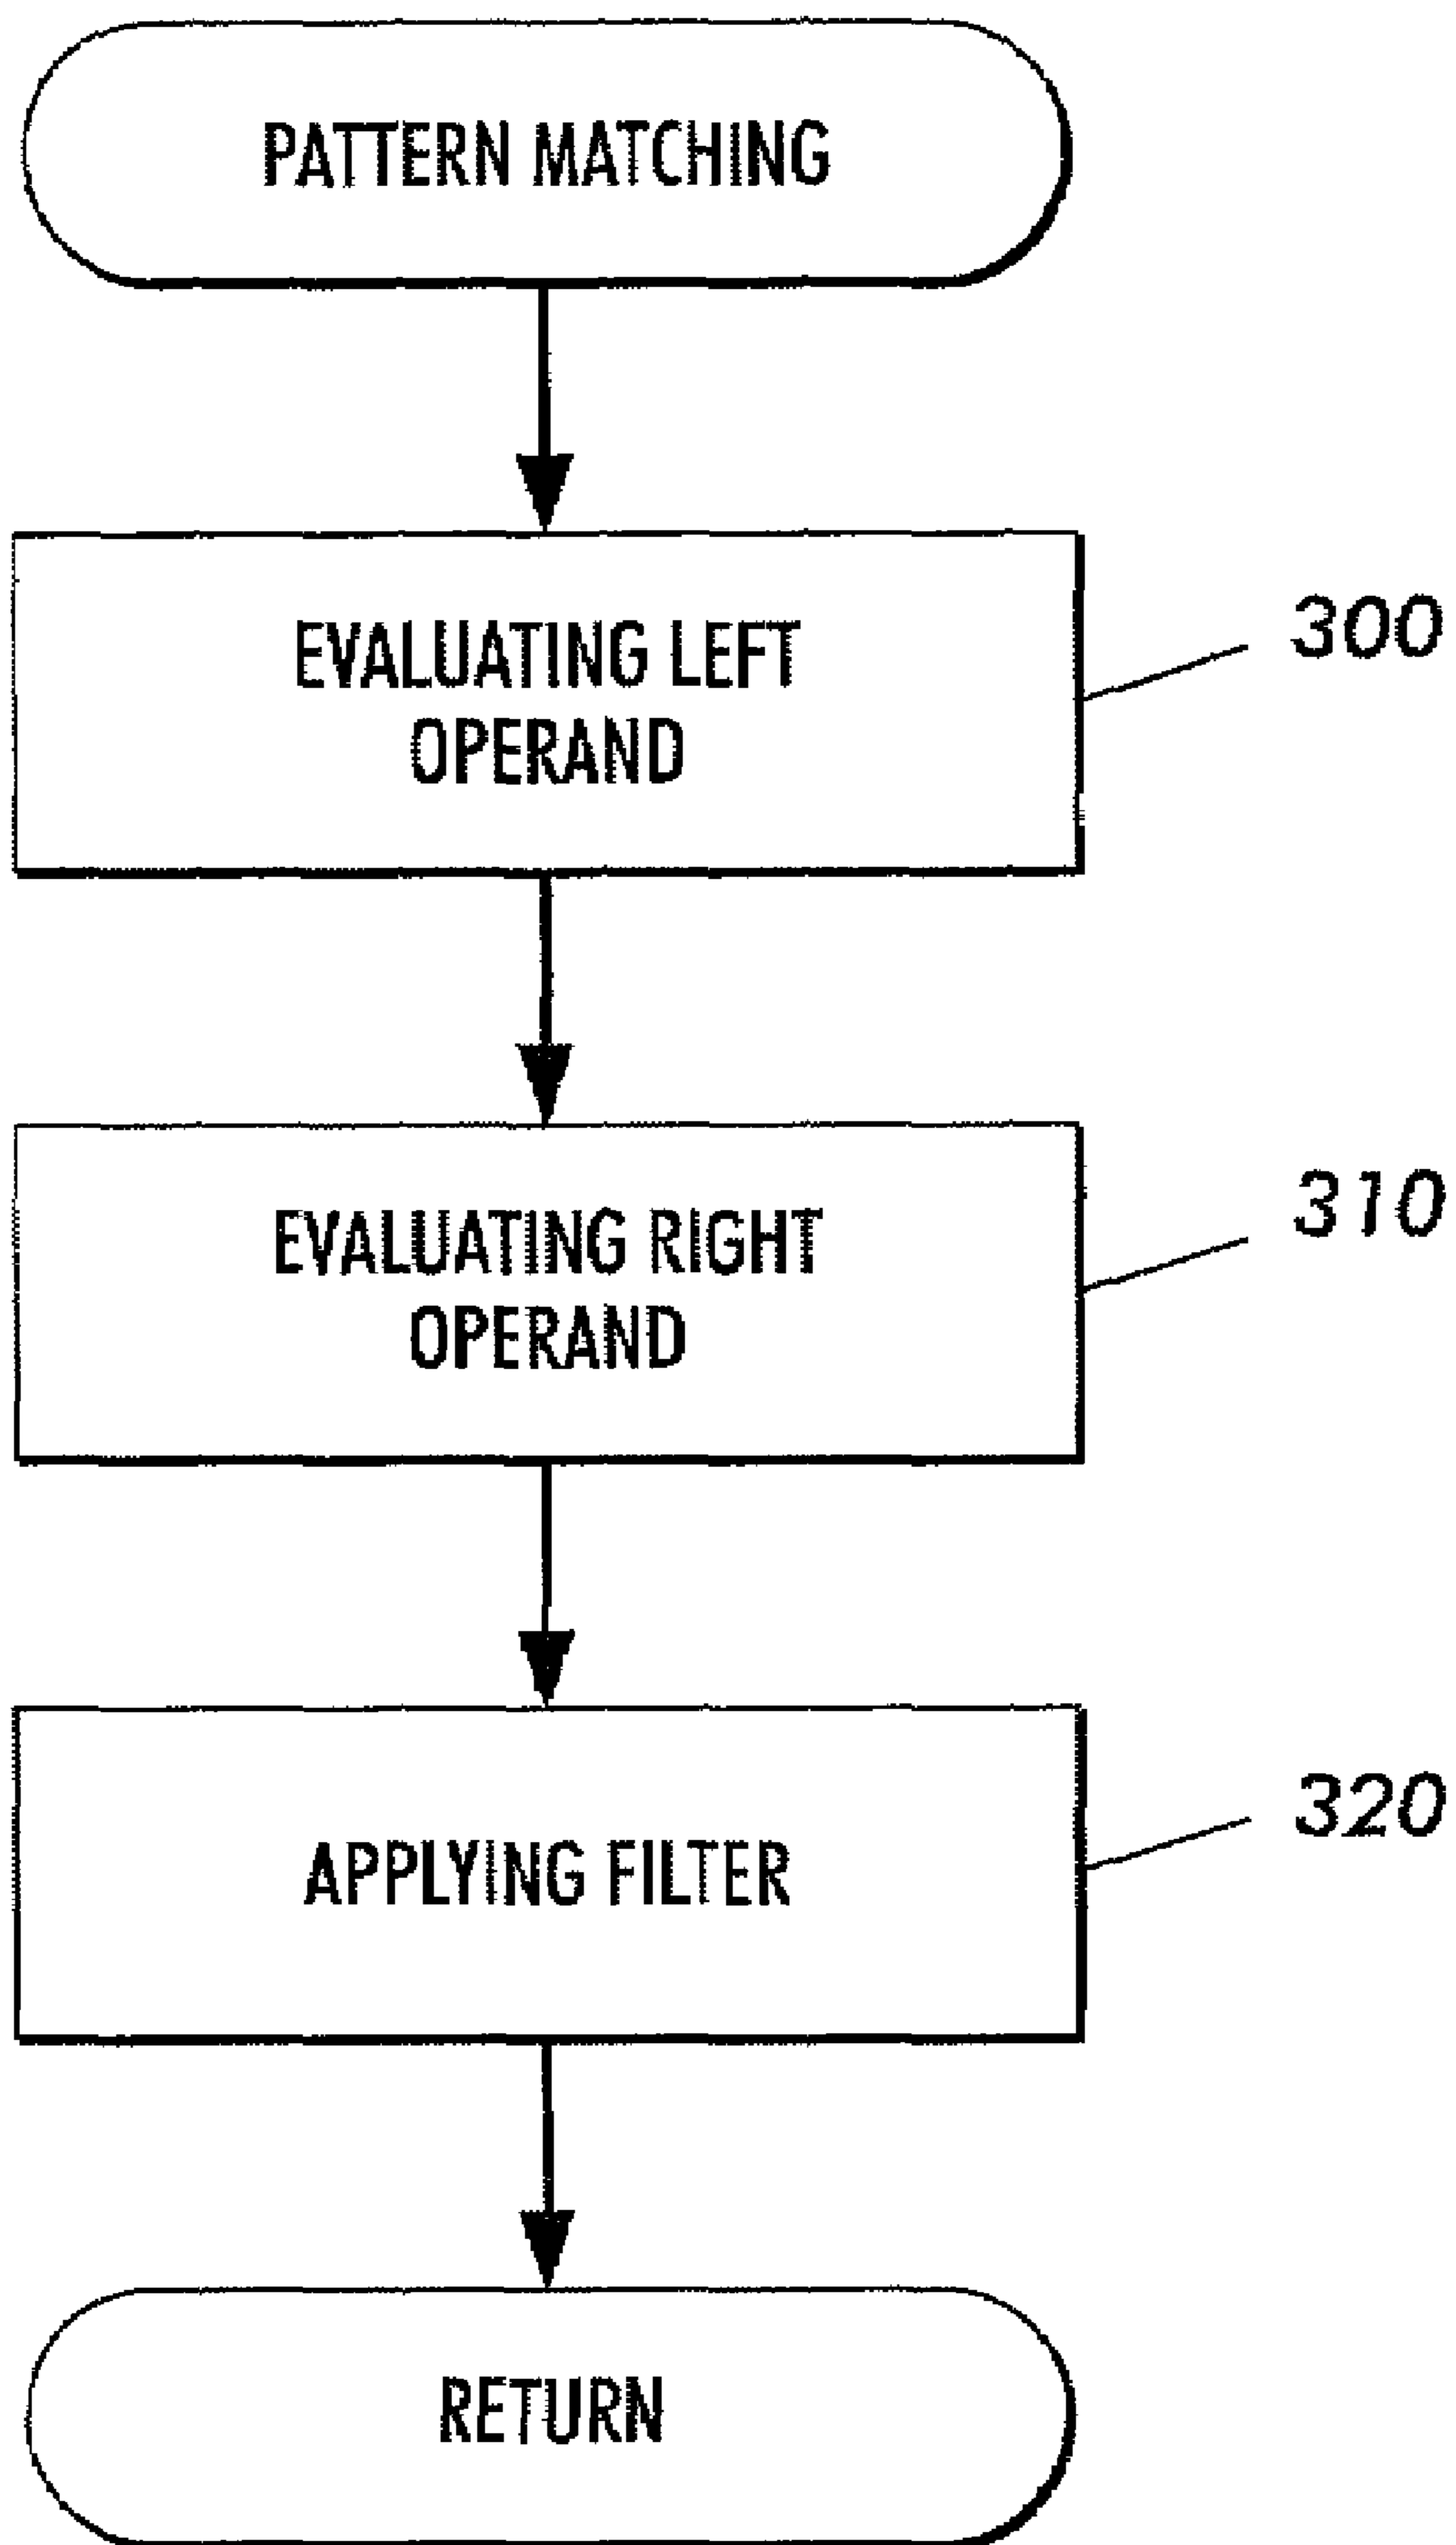 PATTERN MATCHING
EVALUATING LEFT
OPERAND
300
EVALUATING RIGHT
OPERAND
310
APPLYING FILTER
320
RETURN